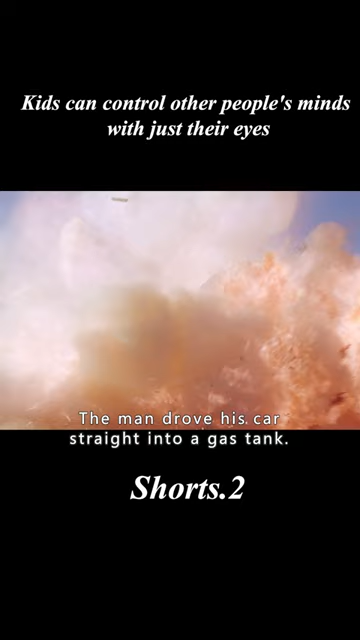 Kids can control other people's minds
with just their eyes
The man drove his car
straight into a gas tank.
Shorts.2